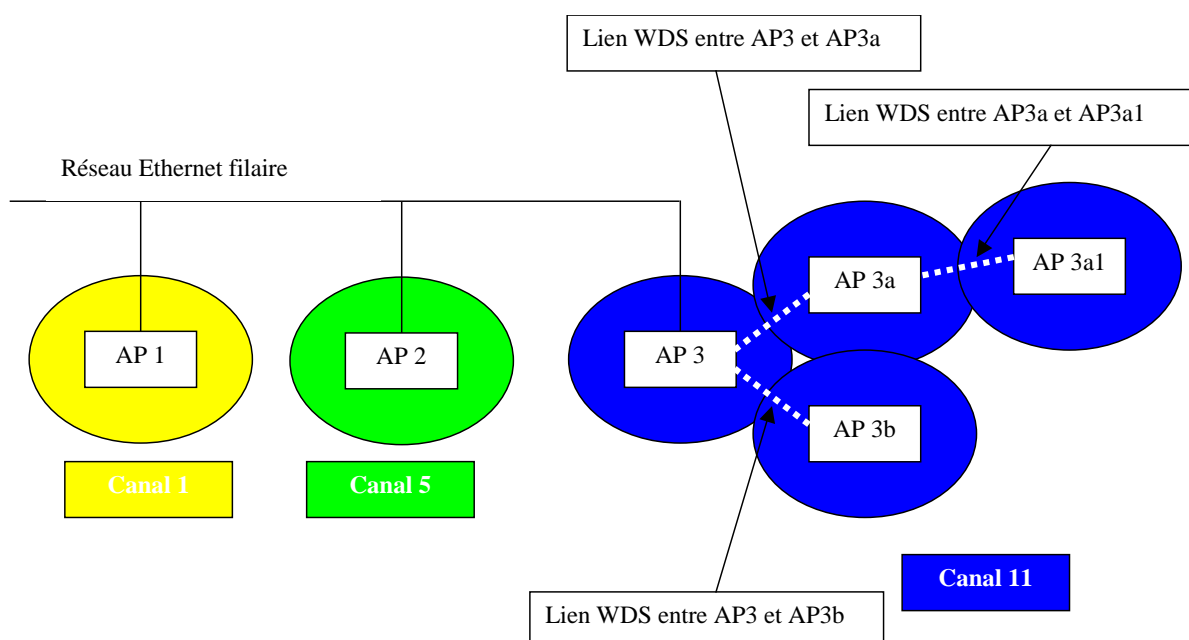 Lien WDS entre AP3 et AP3a
Lien WDS entre AP3a et AP3a1
Réseau Ethernet filaire
AP 3a
AP 3a1
AP 1
AP 2
AP 3
AP 3b
Canal 1
Canal 5
Canal 11
Lien WDS entre AP3 et AP3b